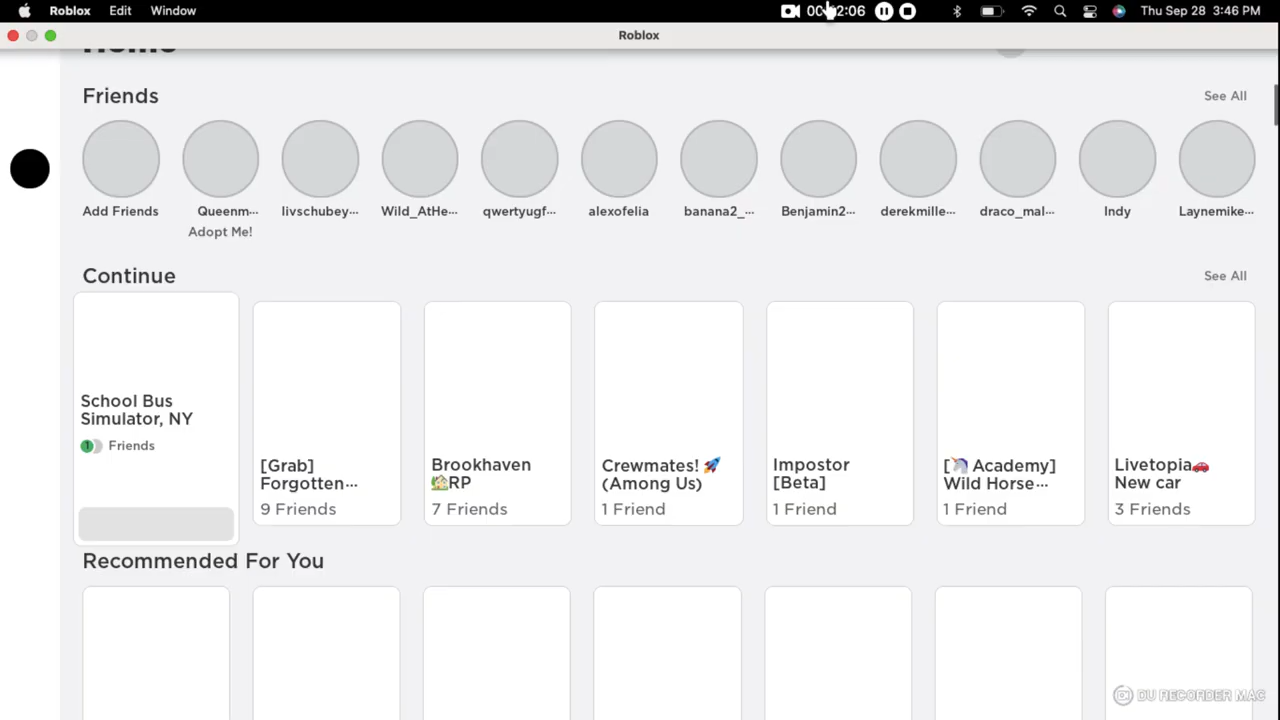 Roblox Edit Window
Thu Sep 28 3:46 PM
Roblox
Home
Friends
See All
Add Friends
Queenm...
livschubey...
Wild_AtHe...
qwertyugf...
alexofelia
banana2_...
Benjamin2...
derekmille...
draco_mal...
Indy
Laynemike...
Adopt Me!
Continue
See All
School Bus
Simulator, NY
1 Friends
[Grab]
Forgotten...
9 Friends
Brookhaven
🏡RP
7 Friends
Crewmates! 🚀
(Among Us)
1 Friend
Impostor
[Beta]
1 Friend
[🦄 Academy]
Wild Horse...
1 Friend
Livetopia🚗
New car
3 Friends
Recommended For You
DU RECORDER MAC